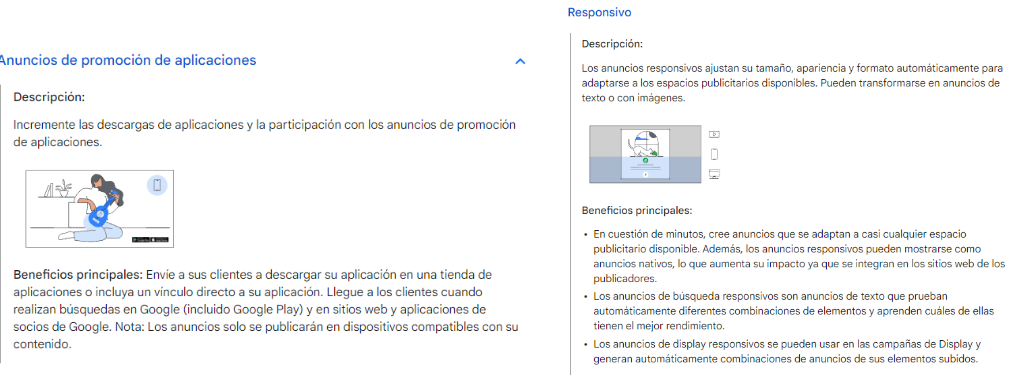 Anuncios de promoción de aplicaciones
Descripción:
Incremente las descargas de aplicaciones y la participación con los anuncios de promoción
de aplicaciones.
Beneficios principales: Envíe a sus clientes a descargar su aplicación en una tienda de
aplicaciones o incluya un vínculo directo a su aplicación. Llegue a los clientes cuando
realizan búsquedas en Google (incluido Google Play) y en sitios web y aplicaciones de
socios de Google. Nota: Los anuncios solo se publicarán en dispositivos compatibles con su
contenido.
Responsivo
Descripción:
Los anuncios responsivos ajustan su tamaño, apariencia y formato automáticamente para
adaptarse a los espacios publicitarios disponibles. Pueden transformarse en anuncios de
texto o con imágenes.
Beneficios principales:
• En cuestión de minutos, cree anuncios que se adaptan a casi cualquier espacio
publicitario disponible. Además, los anuncios responsivos pueden mostrarse como
anuncios nativos, lo que aumenta su impacto ya que se integran en los sitios web de los
publicadores.
• Los anuncios de búsqueda responsivos son anuncios de texto que prueban
automáticamente diferentes combinaciones de elementos y aprenden cuáles de ellas
tienen el mejor rendimiento.
• Los anuncios de display responsivos se pueden usar en las campañas de Display y
generan automáticamente combinaciones de anuncios de sus elementos subidos.